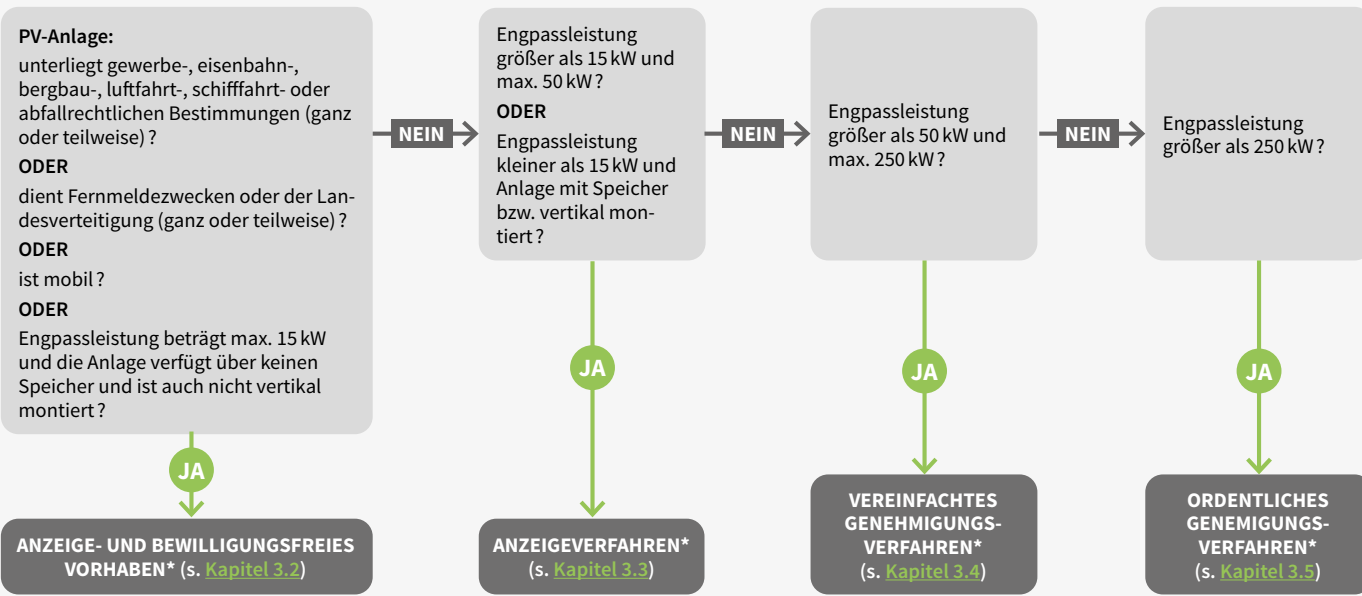 PV-Anlage:
unterliegt gewerbe-, eisenbahn-,
bergbau-, luftfahrt-, schifffahrt- oder
abfallrechtlichen Bestimmungen (ganz
oder teilweise) ?
ODER
dient Fernmeldezwecken oder der Lan-
desverteitigung (ganz oder teilweise) ?
ODER
ist mobil ?
ODER
Engpassleistung beträgt max. 15 kW
und die Anlage verfügt über keinen
Speicher und ist auch nicht vertikal
montiert ?
NEIN
Engpassleistung
größer als 15 kW und
max. 50 kW ?
ODER
Engpassleistung
kleiner als 15 kW und
Anlage mit Speicher
bzw. vertikal mon-
tiert ?
NEIN
Engpassleistung
größer als 50 kW und
max. 250 kW ?
NEIN
Engpassleistung
größer als 250 kW ?
JA
JA
JA
JA
ANZEIGE- UND BEWILLIGUNGSFREIES
VORHABEN* (s. Kapitel 3.2)
ANZEIGEVERFAHREN*
(s. Kapitel 3.3)
VEREINFACHTES
GENEHMIGUNGS-
VERFAHREN*
(s. Kapitel 3.4)
ORDENTLICHES
GENEMIGUNGS-
VERFAHREN*
(s. Kapitel 3.5)